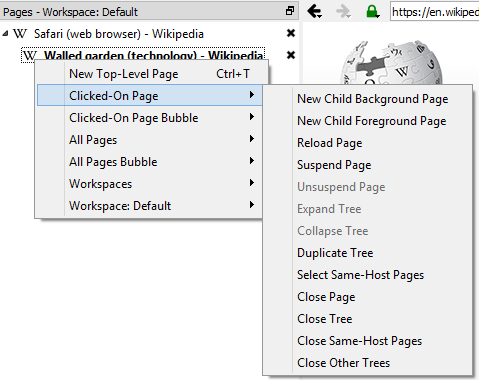 Pages - Workspace: Default
https://en.wikiped
Safari (web browser) - Wikipedia
Walled garden (technology) - Wikipedia
New Top-Level Page Ctrl+T
Clicked-On Page
Clicked-On Page Bubble
All Pages
All Pages Bubble
Workspaces
Workspace: Default
New Child Background Page
New Child Foreground Page
Reload Page
Suspend Page
Unsuspend Page
Expand Tree
Collapse Tree
Duplicate Tree
Select Same-Host Pages
Close Page
Close Tree
Close Same-Host Pages
Close Other Trees